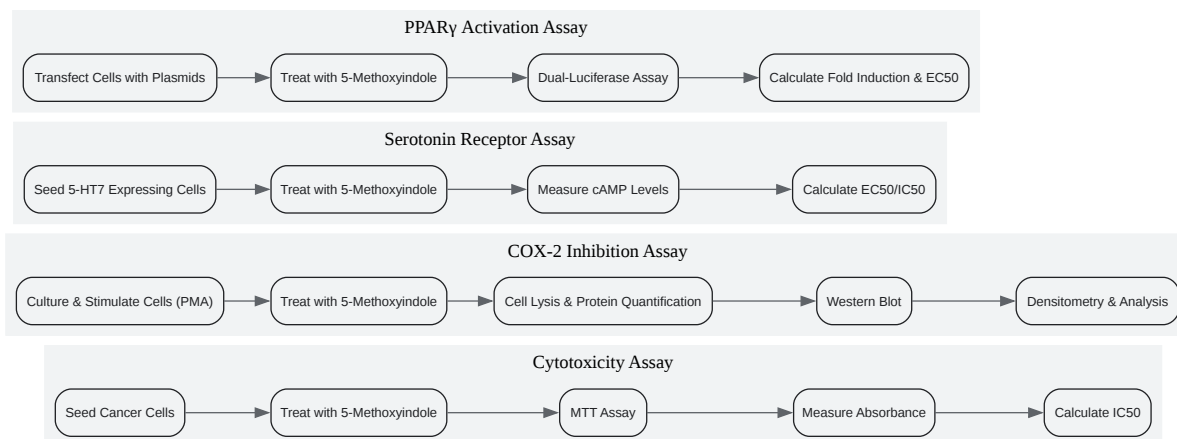 PPARγ Activation Assay
Transfect Cells with Plasmids
Treat with 5-Methoxyindole
Dual-Luciferase Assay
Calculate Fold Induction & EC50
Serotonin Receptor Assay
Seed 5-HT7 Expressing Cells
Treat with 5-Methoxyindole
Measure cAMP Levels
Calculate EC50/IC50
COX-2 Inhibition Assay
Culture & Stimulate Cells (PMA)
Treat with 5-Methoxyindole
Cell Lysis & Protein Quantification
Western Blot
Densitometry & Analysis
Cytotoxicity Assay
Seed Cancer Cells
Treat with 5-Methoxyindole
MTT Assay
Measure Absorbance
Calculate IC50